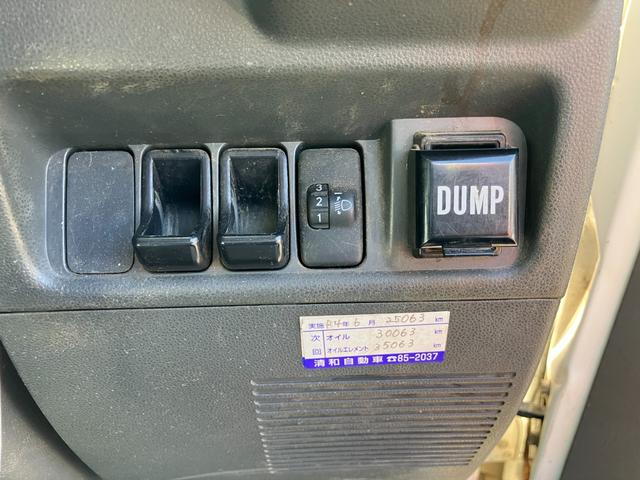 3
2
1
DUMP
実施 R4年 6月 25063 km
次 オイル 30063 km
回 オイルエレメント 35063 km
清和自動車 ☎85-2037